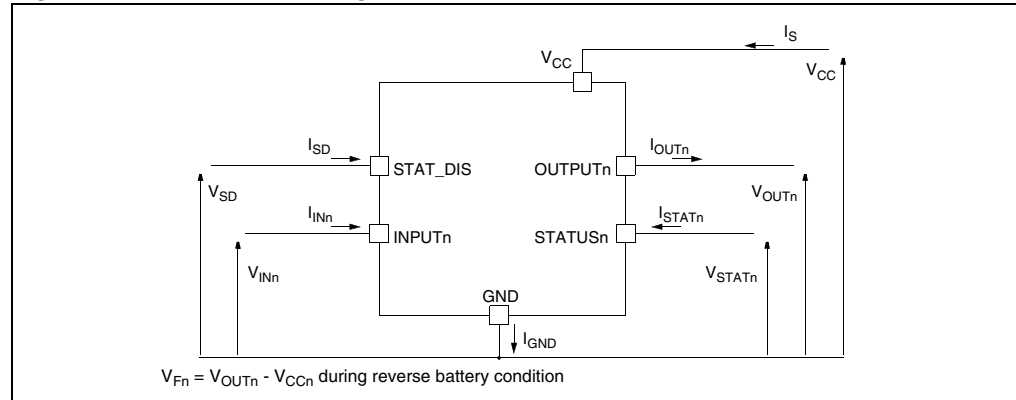 I_S
V_CC
V_CC
I_SD
I_OUTn
STAT_DIS
OUTPUTn
V_SD
V_OUTn
I_INn
I_STATn
INPUTn
STATUSn
V_INn
V_STATn
GND
I_GND
V_Fn = V_OUTn - V_CCn during reverse battery condition